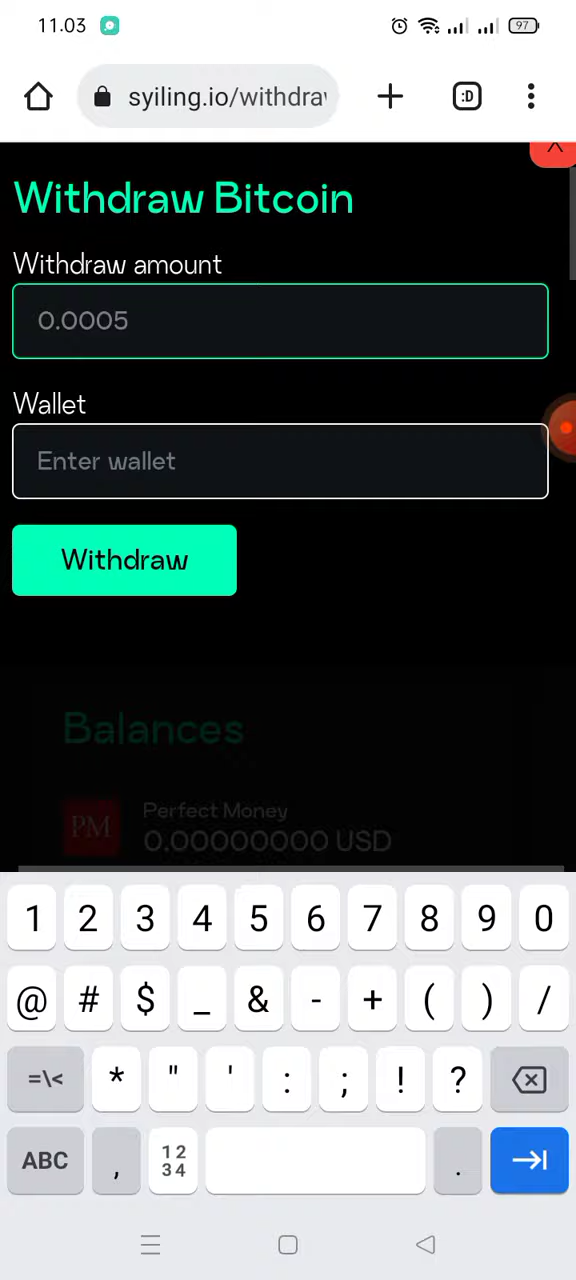 11.03
97
syiling.io/withdra
:D
Withdraw Bitcoin
Withdraw amount
0.0005
Wallet
Enter wallet
Withdraw
Balances
PM
Perfect Money
0.00000000 USD
1 2 3 4 5 6 7 8 9 0
@ # $ _ & - + ( ) /
=\< * " ' : ; ! ?
ABC , 12 34 .